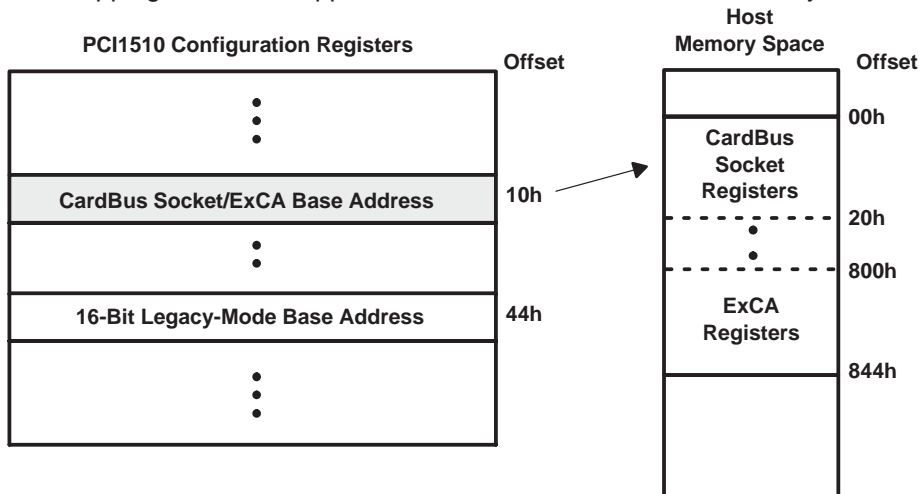 Host
Memory Space
PCI1510 Configuration Registers
Offset
Offset
00h
CardBus
Socket
Registers
CardBus Socket/ExCA Base Address
10h
20h
800h
16-Bit Legacy-Mode Base Address
44h
ExCA
Registers
844h